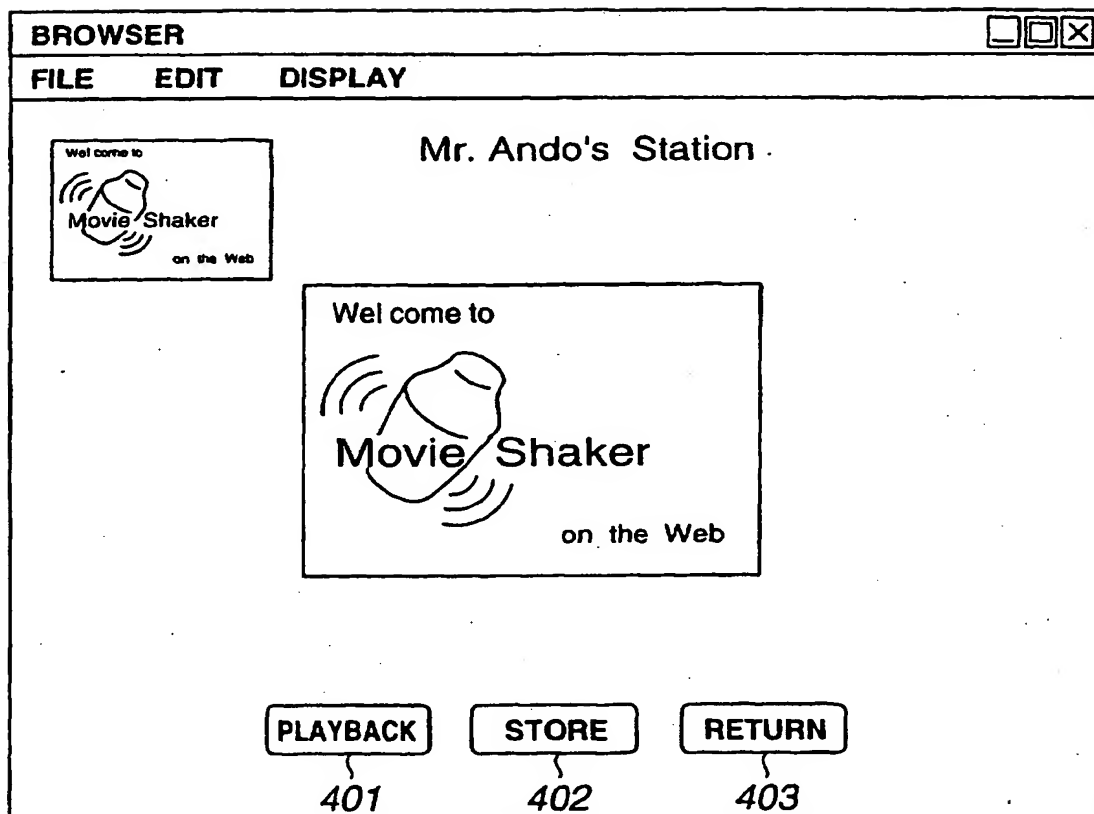 BROWSER
FILE EDIT DISPLAY
Mr. Ando's Station
Wel come to
Movie Shaker
on the Web
Wel come to
Movie Shaker
on the Web
PLAYBACK STORE RETURN
401 402 403